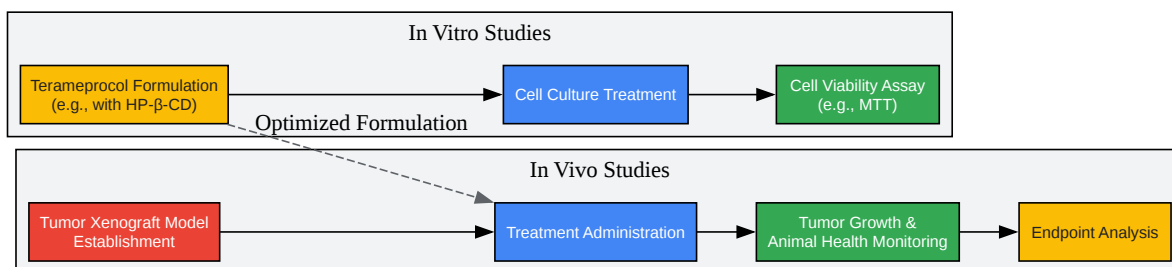 In Vitro Studies
Terameprocol Formulation
(e.g., with HP-β-CD)
Cell Culture Treatment
Cell Viability Assay
(e.g., MTT)
Optimized Formulation
In Vivo Studies
Tumor Xenograft Model
Establishment
Treatment Administration
Tumor Growth &
Animal Health Monitoring
Endpoint Analysis